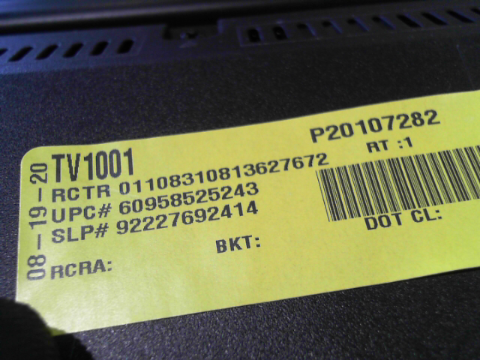 08-19-20
TV1001
P20107282
RCTR 01108310813627672
RT :1
UPC# 60958525243
SLP# 92227692414
BKT:
DOT CL:
RCRA: